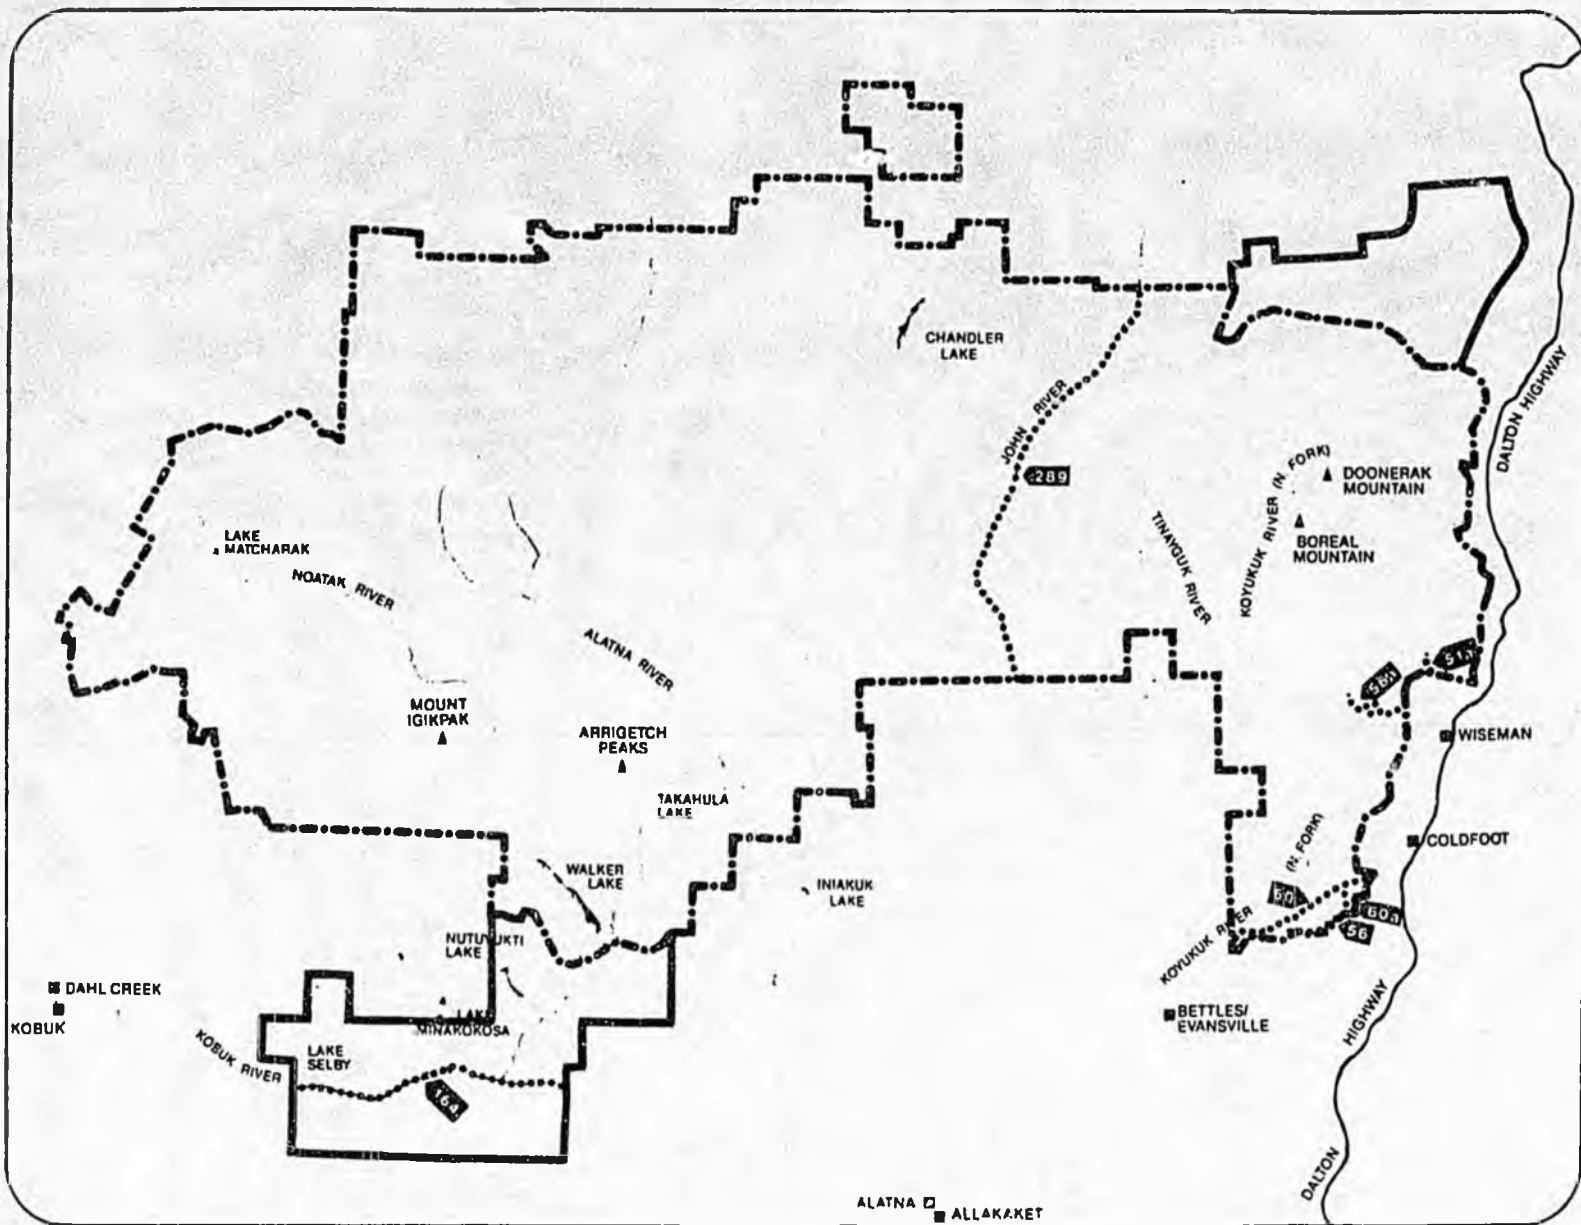 CHANDLER
LAKE
JOHN RIVER
289
DALTON HIGHWAY
KOYUKUK RIVER (N. FORK)
DOONERAK
MOUNTAIN
BOREAL
MOUNTAIN
TINAYGUK RIVER
LAKE
MATCHARAK
NOATAK RIVER
ALATNA RIVER
MOUNT
IGIKPAK
ARRIGETCH
PEAKS
WISEMAN
TAKAHULA
LAKE
COLDFOOT
(N. FORK)
WALKER
LAKE
INIAKUK
LAKE
KOYUKUK RIVER
60a
56
NUTUVUKTI
LAKE
DAHL CREEK
KOBUK
LAKE
MINAKOKOSA
BETTLES/
EVANSVILLE
KOBUK RIVER
LAKE
SELBY
164
DALTON HIGHWAY
ALATNA
ALLAKAKET